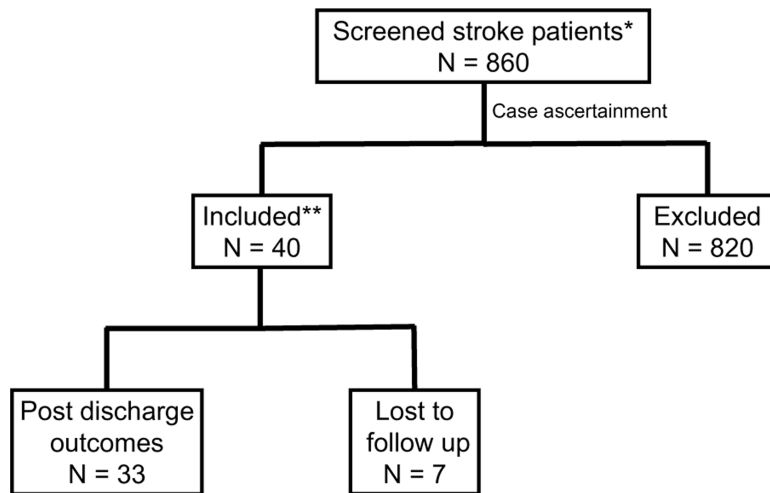 Screened stroke patients*
N = 860
Case ascertainment
Included**
N = 40
Excluded
N = 820
Post discharge
outcomes
N = 33
Lost to
follow up
N = 7